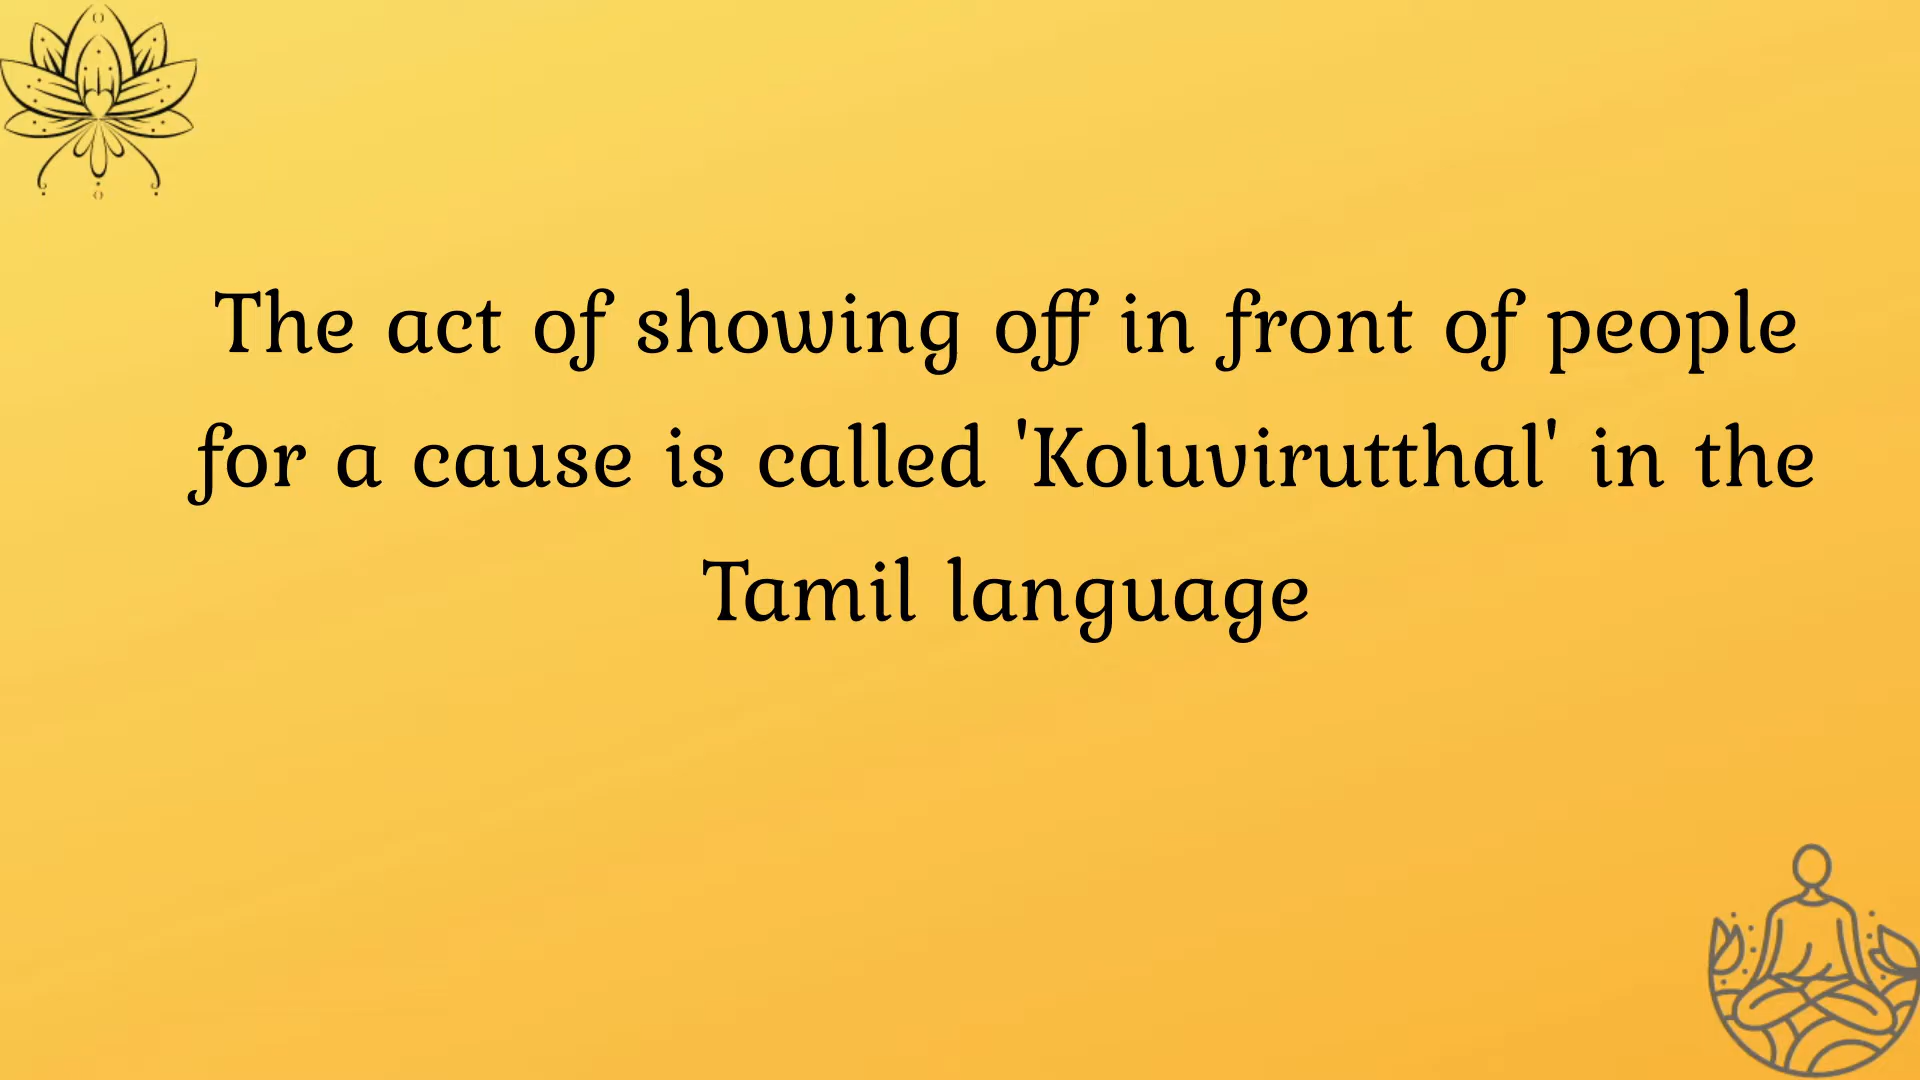 The act of showing off in front of people
for a cause is called 'Koluvirutthal' in the
Tamil language